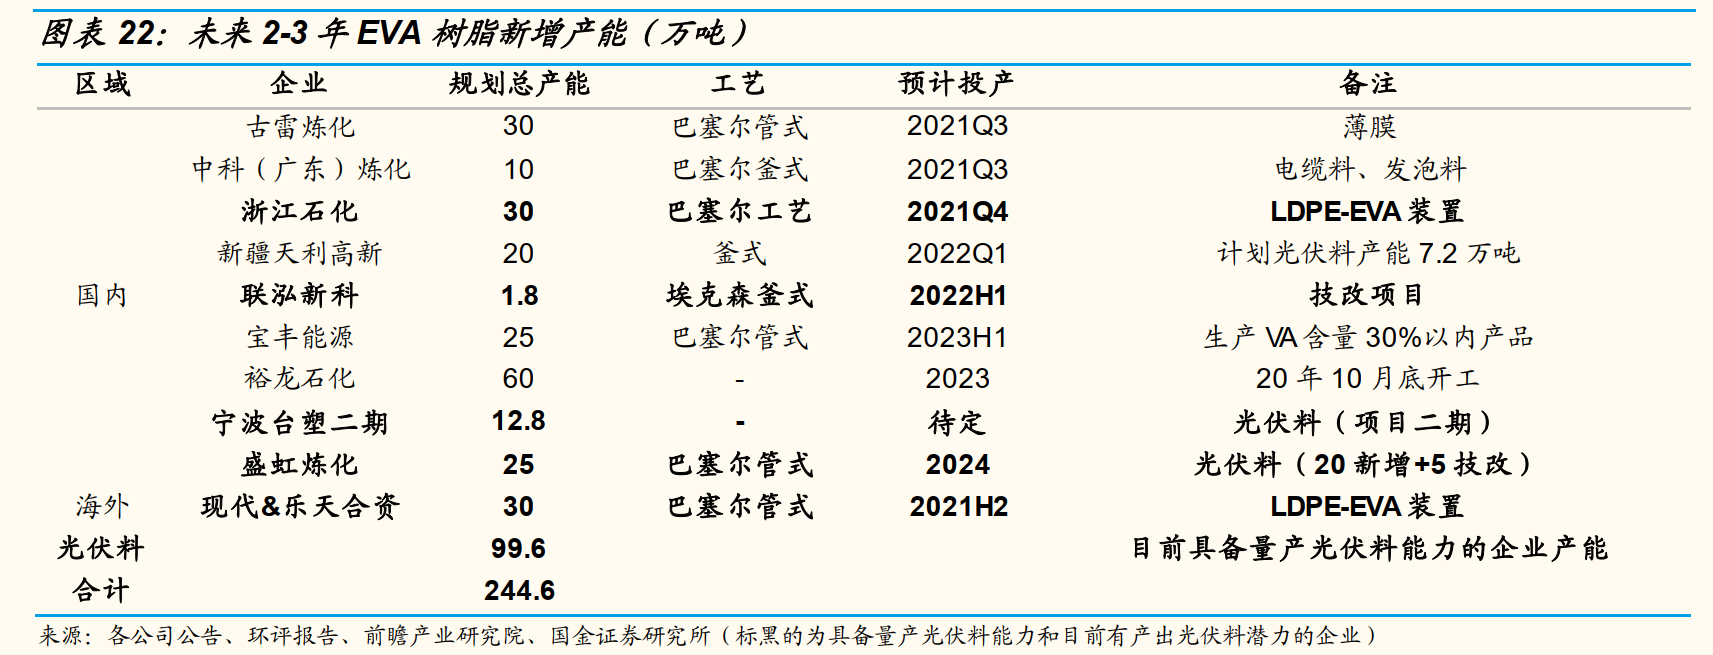 图表 22：未来 2-3 年 EVA 树脂新增产能（万吨）
区域 企业 规划总产能 工艺 预计投产 备注
古雷炼化 30 巴塞尔管式 2021Q3 薄膜
中科（广东）炼化 10 巴塞尔釜式 2021Q3 电缆料、发泡料
浙江石化 30 巴塞尔工艺 2021Q4 LDPE-EVA 装置
新疆天利高新 20 釜式 2022Q1 计划光伏料产能 7.2 万吨
国内 联泓新科 1.8 埃克森釜式 2022H1 技改项目
宝丰能源 25 巴塞尔管式 2023H1 生产 VA 含量 30%以内产品
裕龙石化 60 - 2023 20 年 10 月底开工
宁波台塑二期 12.8 - 待定 光伏料（项目二期）
盛虹炼化 25 巴塞尔管式 2024 光伏料（20 新增+5 技改）
海外 现代&乐天合资 30 巴塞尔管式 2021H2 LDPE-EVA 装置
光伏料 99.6 目前具备量产光伏料能力的企业产能
合计 244.6
来源：各公司公告、环评报告、前瞻产业研究院、国金证券研究所（标黑的为具备量产光伏料能力和目前有产出光伏料潜力的企业）